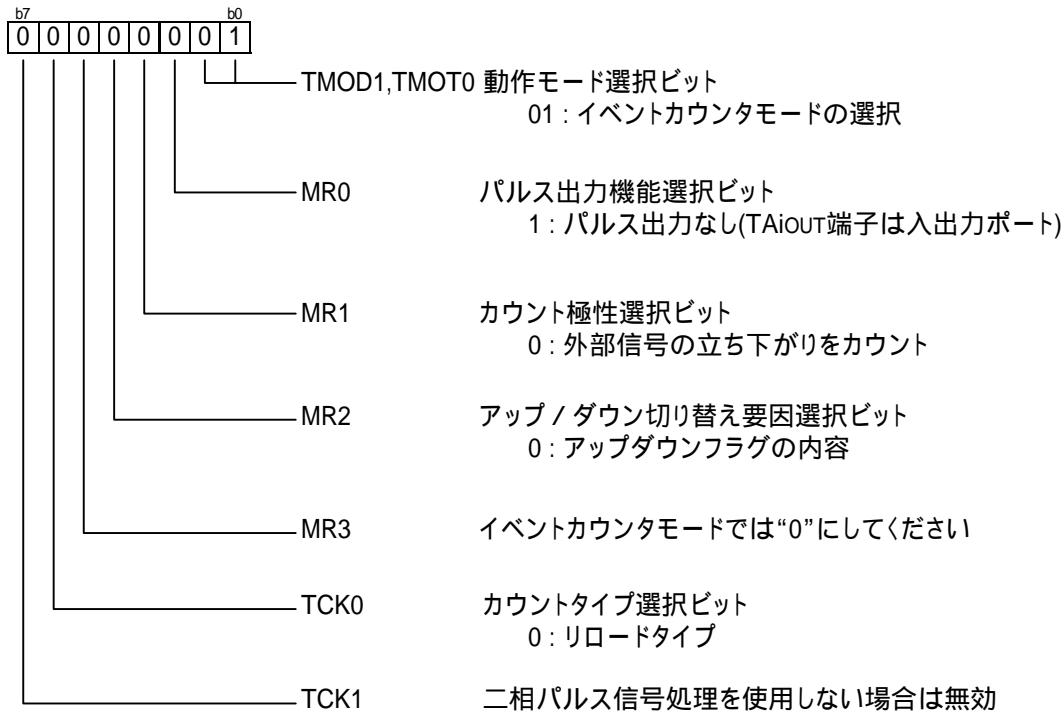 b7 b0
0 0 0 0 0 0 0 1
TMOD1,TMOT0 動作モード選択ビット
01 : イベントカウンタモードの選択
MR0 パルス出力機能選択ビット
1 : パルス出力なし(TAiOUT端子は入出力ポート)
MR1 カウント極性選択ビット
0 : 外部信号の立ち下がりをカウント
MR2 アップ / ダウン切り替え要因選択ビット
0 : アップダウンフラグの内容
MR3 イベントカウンタモードでは“0”にしてください
TCK0 カウントタイプ選択ビット
0 : リロードタイプ
TCK1 二相パルス信号処理を使用しない場合は無効